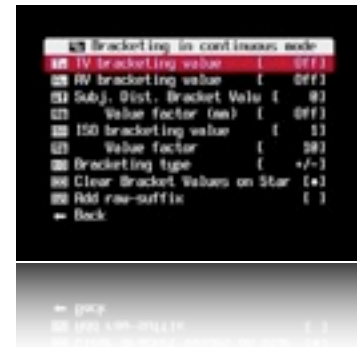 Bracketing in continuous mode
TV bracketing value [ Off]
AV bracketing value [ Off]
Subj. Dist. Bracket Valu [ 0]
Value factor (mm) [ Off]
ISO bracketing value [ 1]
Value factor [ 10]
Bracketing type [ +/-]
Clear Bracket Values on Star [•]
Add raw-suffix [ ]
Back